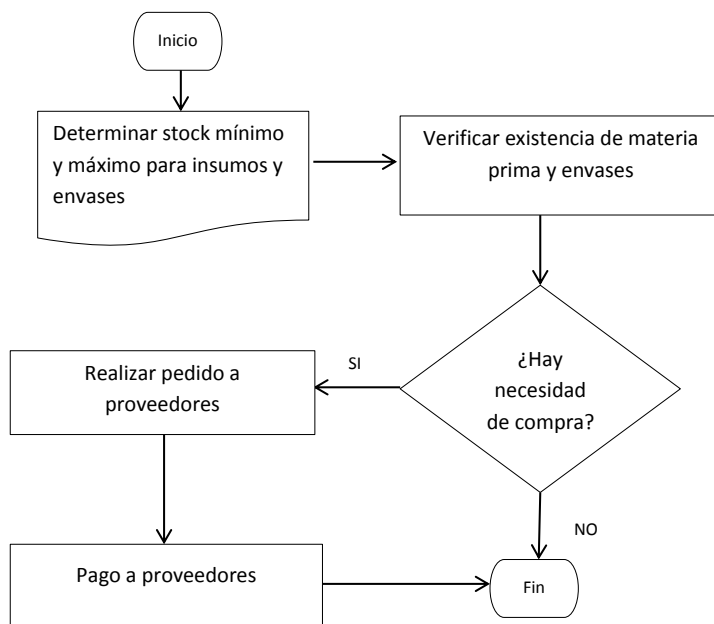 Inicio
Determinar stock mínimo
y máximo para insumos y
envases
Verificar existencia de materia
prima y envases
¿Hay
necesidad
de compra?
SI
Realizar pedido a
proveedores
NO
Pago a proveedores
Fin